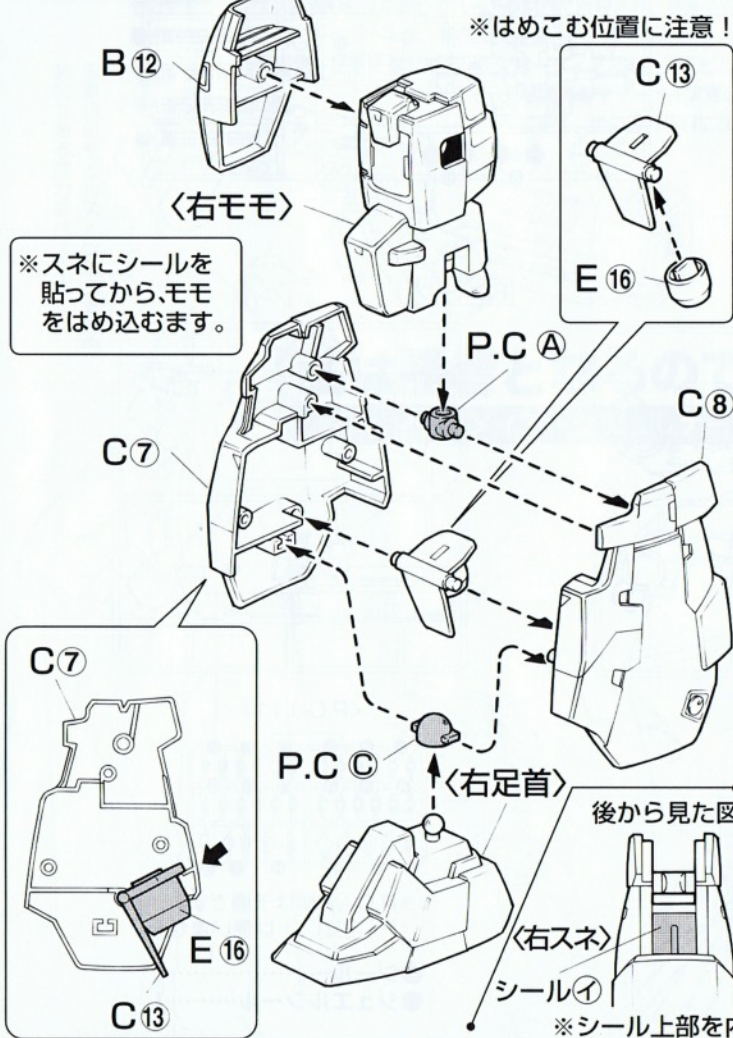 ※はめこむ位置に注意！
B⑫
C⑬
〈右モモ〉
E⑯
※スネにシールを
貼ってから、モモ
をはめ込むます。
P.C Ⓐ
C⑧
C⑦
C⑦
P.C Ⓒ
〈右足首〉
後から見た図
〈右スネ〉
シール㋑
E⑯
C⑬
※シール上部を内